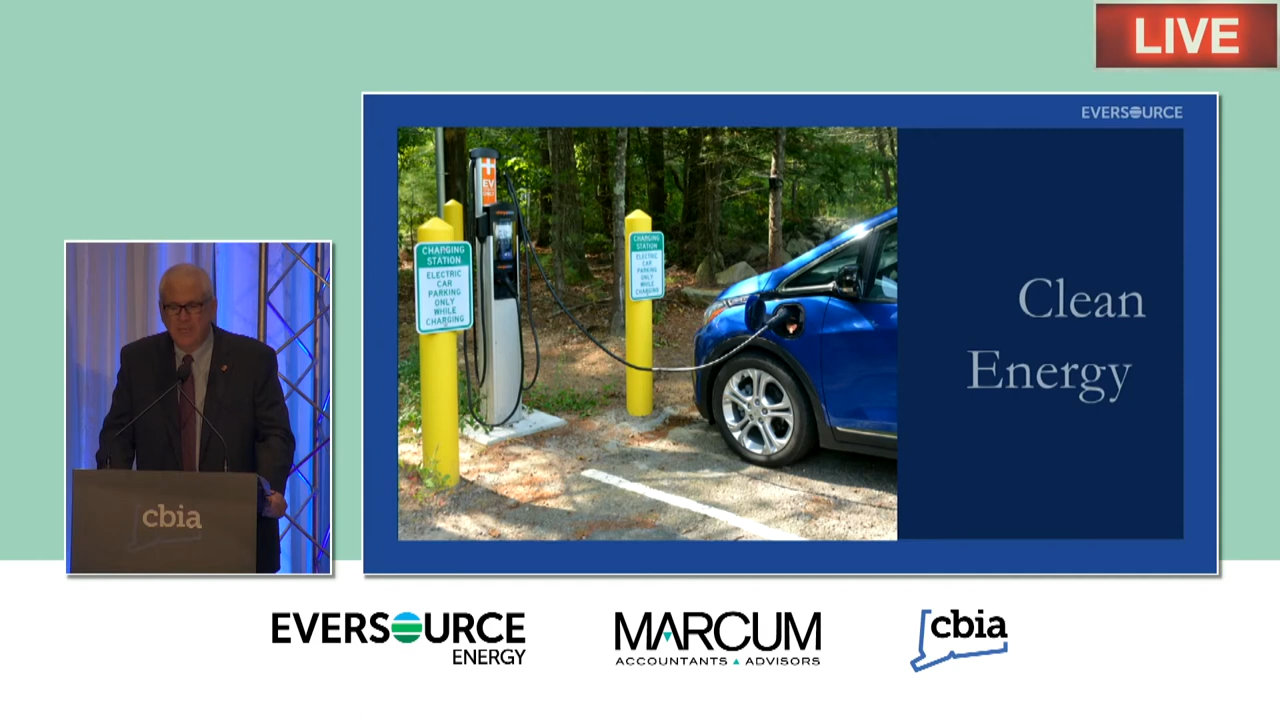 LIVE
EVERSOURCE
EV
CHARGING
STATION
ELECTRIC
CAR
PARKING
ONLY
WHILE
CHARGING
CHARGING
STATION
ELECTRIC
CAR
PARKING
ONLY
WHILE
CHARGING
Clean
Energy
cbia
EVERSOURCE
ENERGY
MARCUM
ACCOUNTANTS ADVISORS
cbia